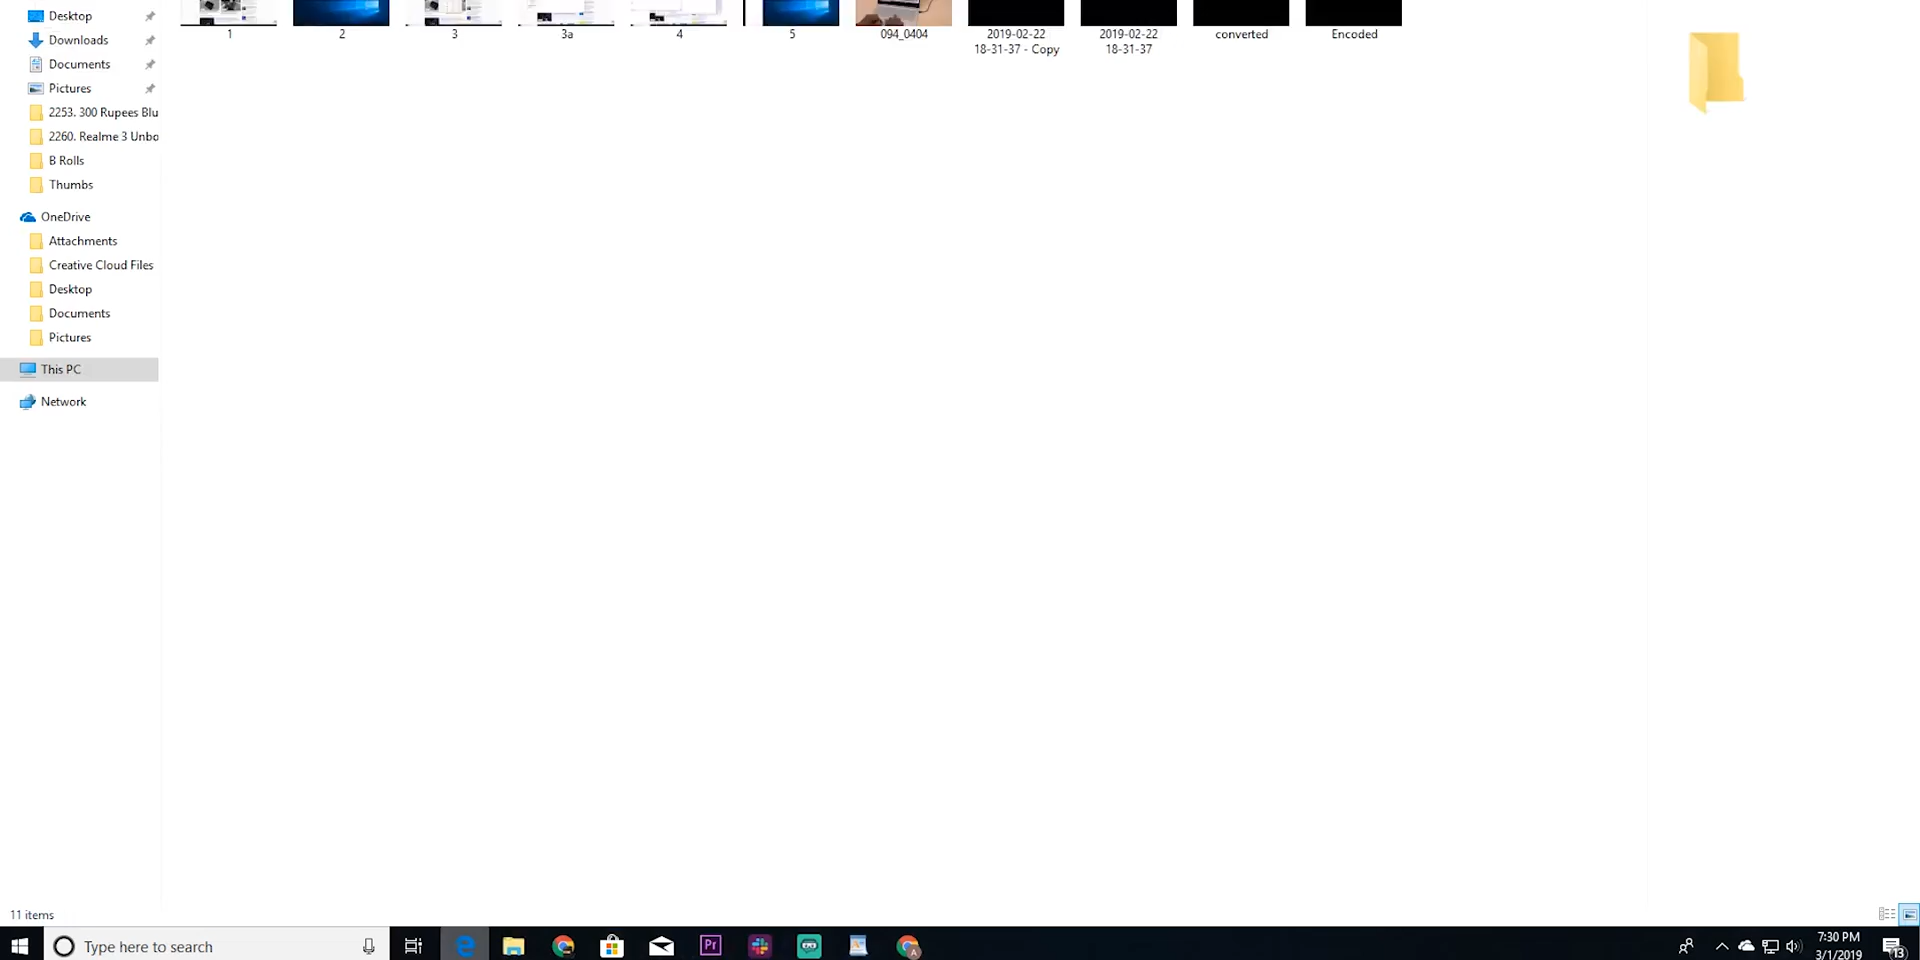 Desktop
Downloads
Documents
Pictures
2253. 300 Rupees Blu
2260. Realme 3 Unbo
B Rolls
Thumbs
OneDrive
Attachments
Creative Cloud Files
Desktop
Documents
Pictures
This PC
Network
1
2
3
3a
4
5
094_0404
2019-02-22
18-31-37 - Copy
2019-02-22
18-31-37
converted
Encoded
11 items
Type here to search
Pr
A
7:30 PM
3/1/2019
13